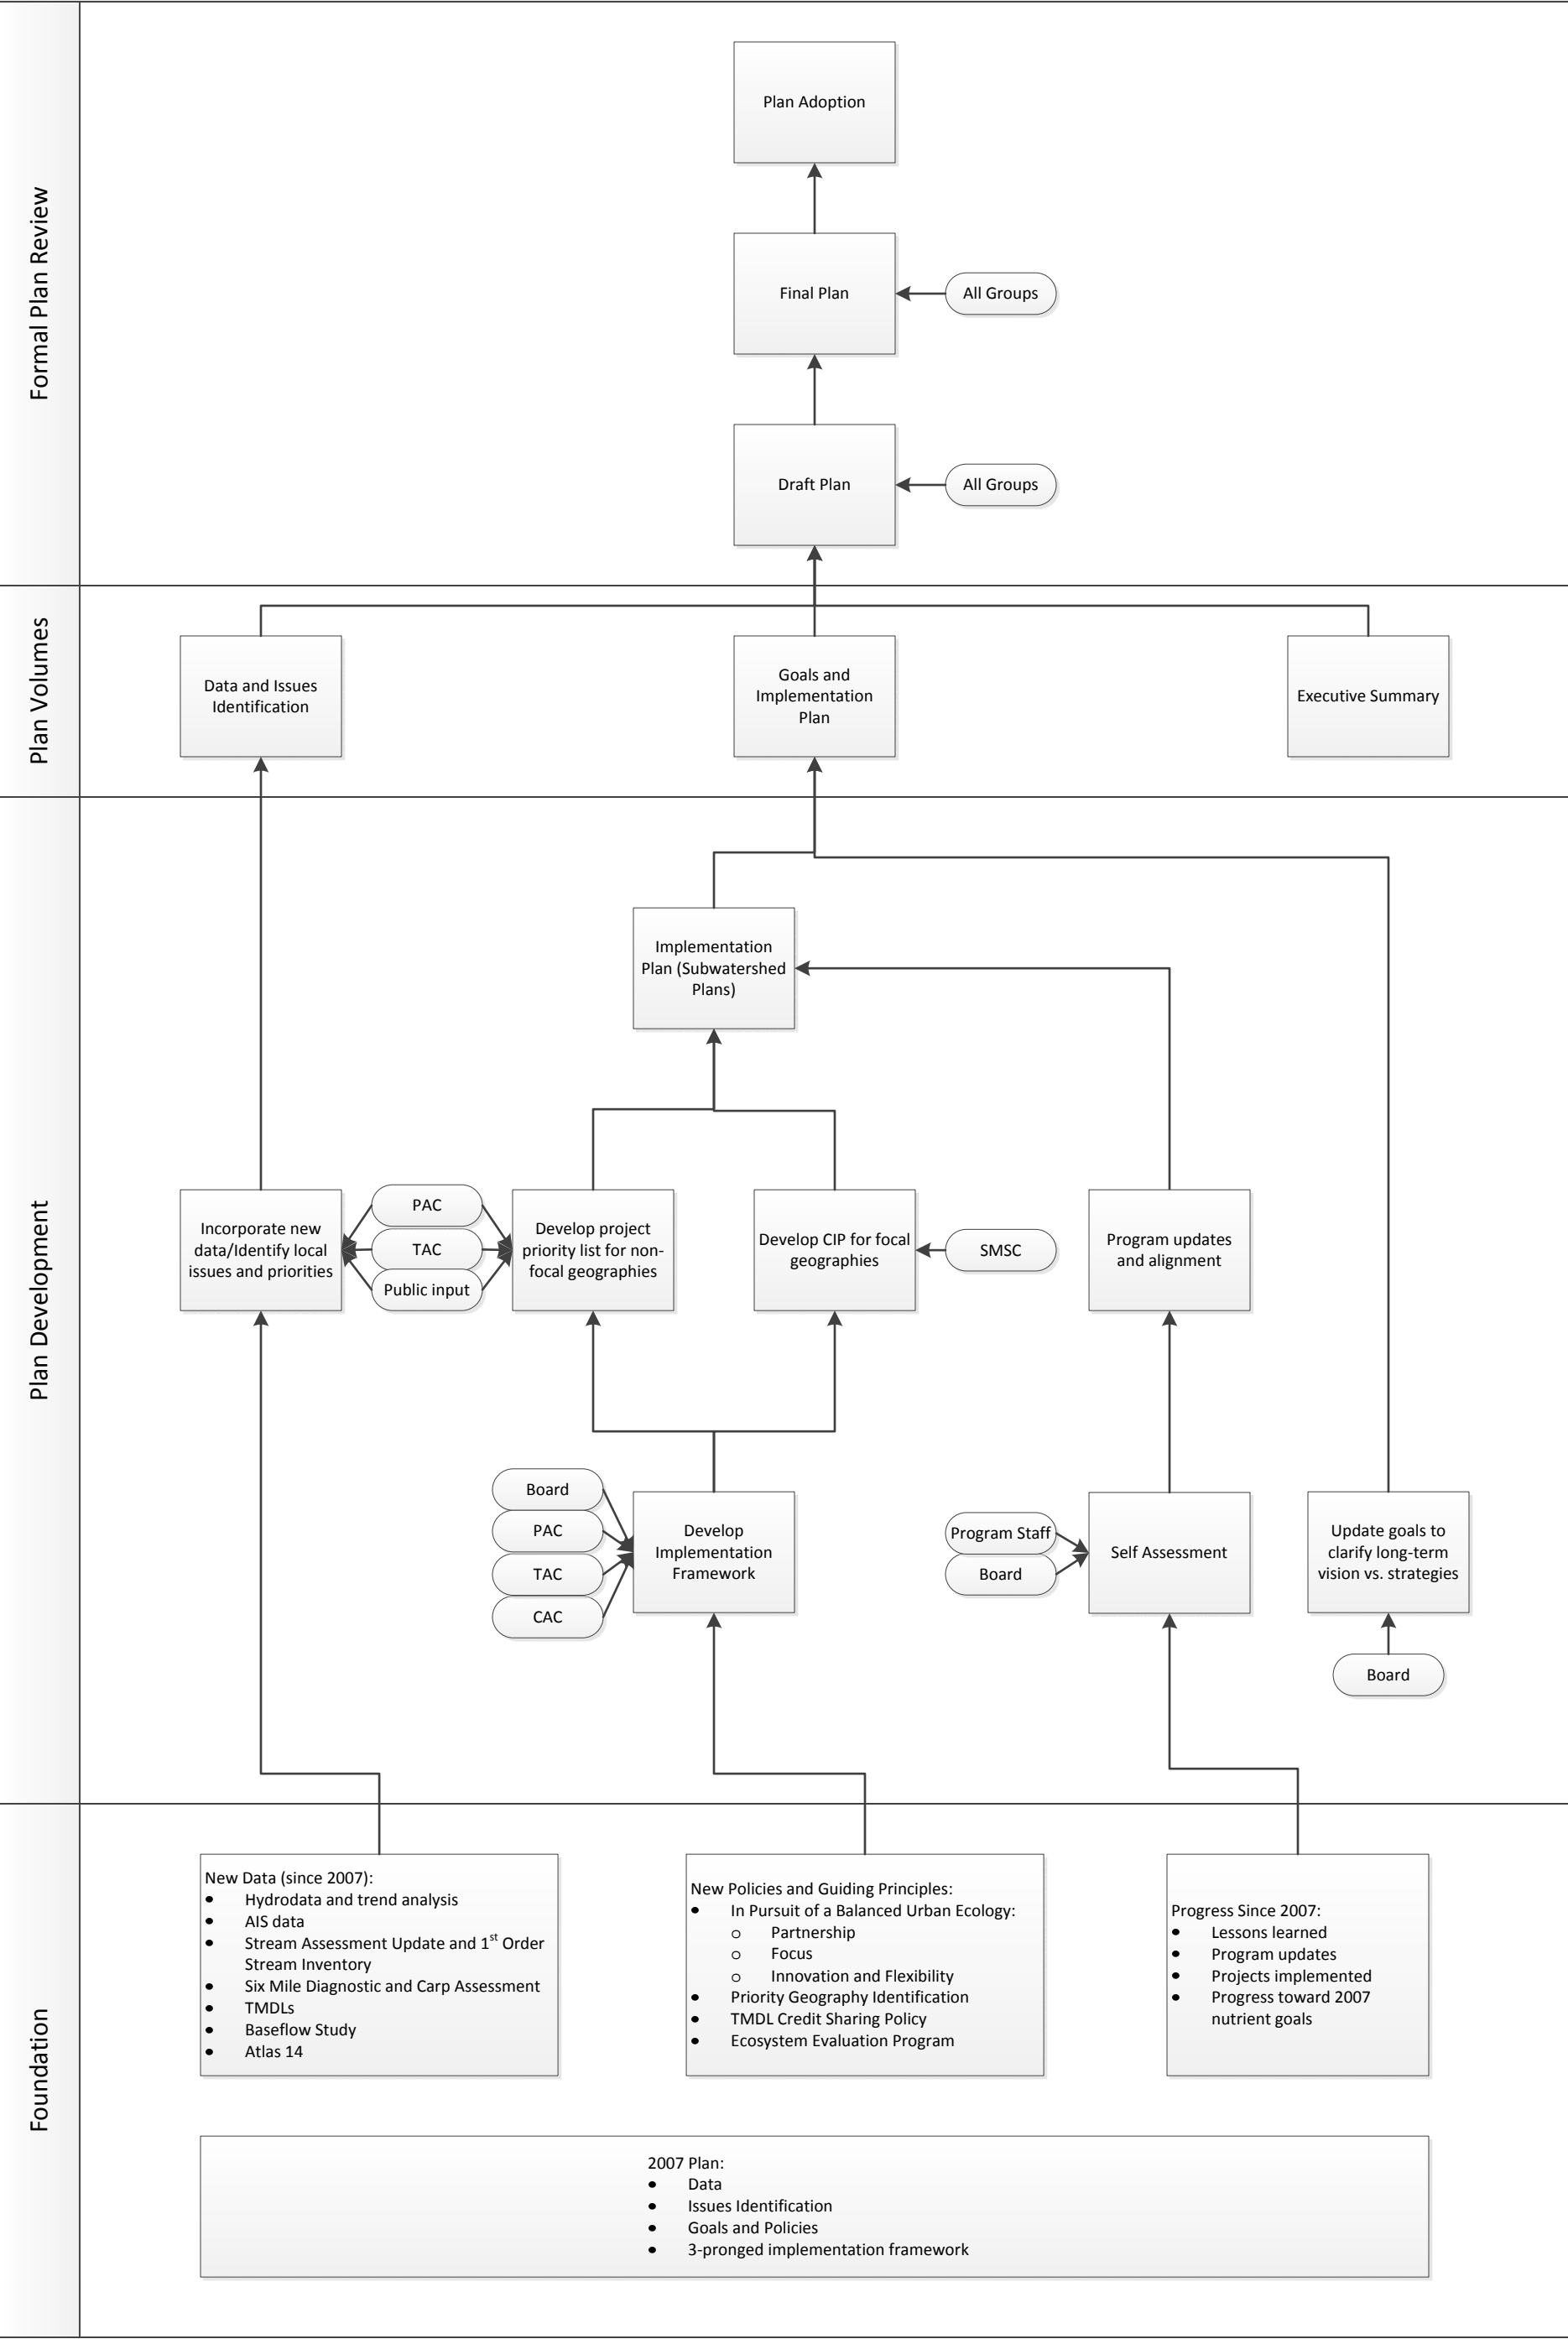 Formal Plan Review
Plan Adoption
Final Plan
All Groups
Draft Plan
All Groups
Plan Volumes
Data and Issues
Identification
Goals and
Implementation
Plan
Executive Summary
Plan Development
Implementation
Plan (Subwatershed
Plans)
Incorporate new
data/Identify local
issues and priorities
PAC
TAC
Public input
Develop project
priority list for non-
focal geographies
Develop CIP for focal
geographies
SMSC
Program updates
and alignment
Board
PAC
TAC
CAC
Develop
Implementation
Framework
Program Staff
Board
Self Assessment
Update goals to
clarify long-term
vision vs. strategies
Board
Foundation
New Data (since 2007):
• Hydrodata and trend analysis
• AIS data
• Stream Assessment Update and 1st Order
Stream Inventory
• Six Mile Diagnostic and Carp Assessment
• TMDLs
• Baseflow Study
• Atlas 14
New Policies and Guiding Principles:
• In Pursuit of a Balanced Urban Ecology:
o Partnership
o Focus
o Innovation and Flexibility
• Priority Geography Identification
• TMDL Credit Sharing Policy
• Ecosystem Evaluation Program
Progress Since 2007:
• Lessons learned
• Program updates
• Projects implemented
• Progress toward 2007
nutrient goals
2007 Plan:
• Data
• Issues Identification
• Goals and Policies
• 3-pronged implementation framework